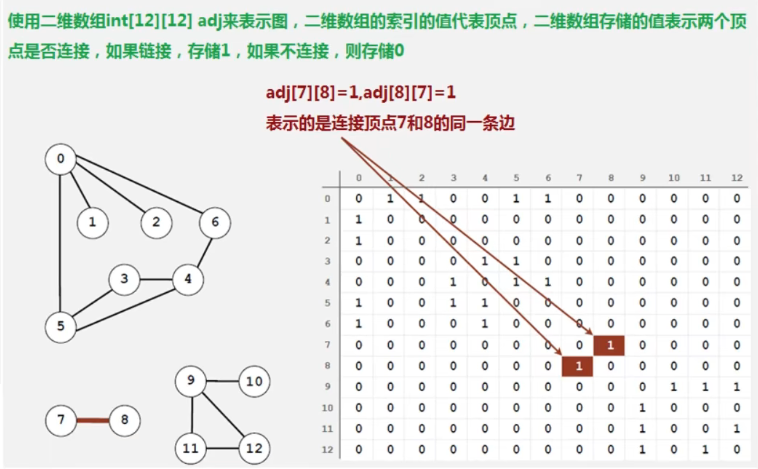 使用二维数组int[12][12] adj来表示图，二维数组的索引的值代表顶点，二维数组存储的值表示两个顶
点是否连接，如果链接，存储1，如果不连接，则存储0
adj[7][8]=1,adj[8][7]=1
表示的是连接顶点7和8的同一条边
0
1 2 6
3 4
5
9 10
7 8
11 12
0 1 2 3 4 5 6 7 8 9 10 11 12
0 0 1 1 0 0 1 1 0 0 0 0 0 0
1 1 0 0 0 0 0 0 0 0 0 0 0 0
2 1 0 0 0 0 0 0 0 0 0 0 0 0
3 0 0 0 0 1 1 0 0 0 0 0 0 0
4 0 0 0 1 0 1 1 0 0 0 0 0 0
5 1 0 0 1 1 0 0 0 0 0 0 0 0
6 1 0 0 0 1 0 0 0 0 0 0 0 0
7 0 0 0 0 0 0 0 0 1 0 0 0 0
8 0 0 0 0 0 0 0 1 0 0 0 0 0
9 0 0 0 0 0 0 0 0 0 0 1 1 1
10 0 0 0 0 0 0 0 0 0 1 0 0 0
11 0 0 0 0 0 0 0 0 0 1 0 0 1
12 0 0 0 0 0 0 0 0 0 1 0 1 0